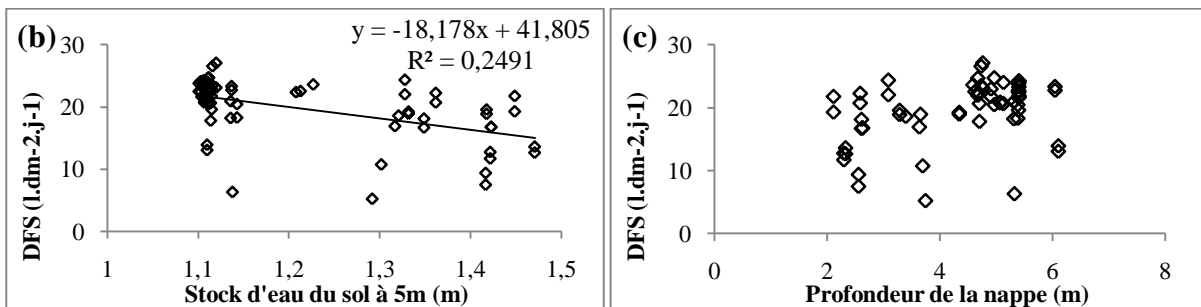 (b)
y = -18,178x + 41,805
R² = 0,2491
DFS (l.dm-2.j-1)
30
20
10
0
1
1,1
1,2
1,3
1,4
1,5
Stock d'eau du sol à 5m (m)
(c)
DFS (l.dm-2.j-1)
30
20
10
0
0
2
4
6
8
Profondeur de la nappe (m)